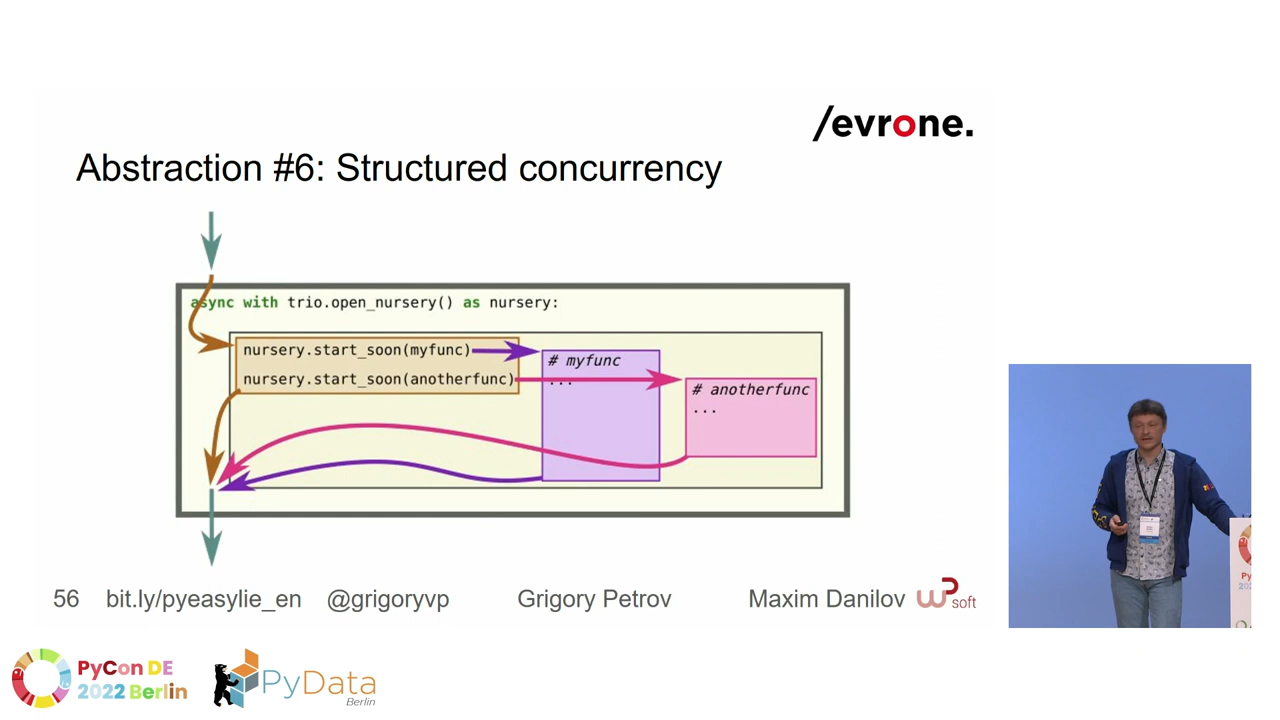 /evrone.
Abstraction #6: Structured concurrency
async with trio.open_nursery() as nursery:
nursery.start_soon(myfunc)
nursery.start_soon(anotherfunc)
# myfunc
...
# anotherfunc
...
56 bit.ly/pyeasylie_en @grigoryvp Grigory Petrov Maxim Danilov WP soft
PyCon DE
2022 Berlin
PyData
Berlin